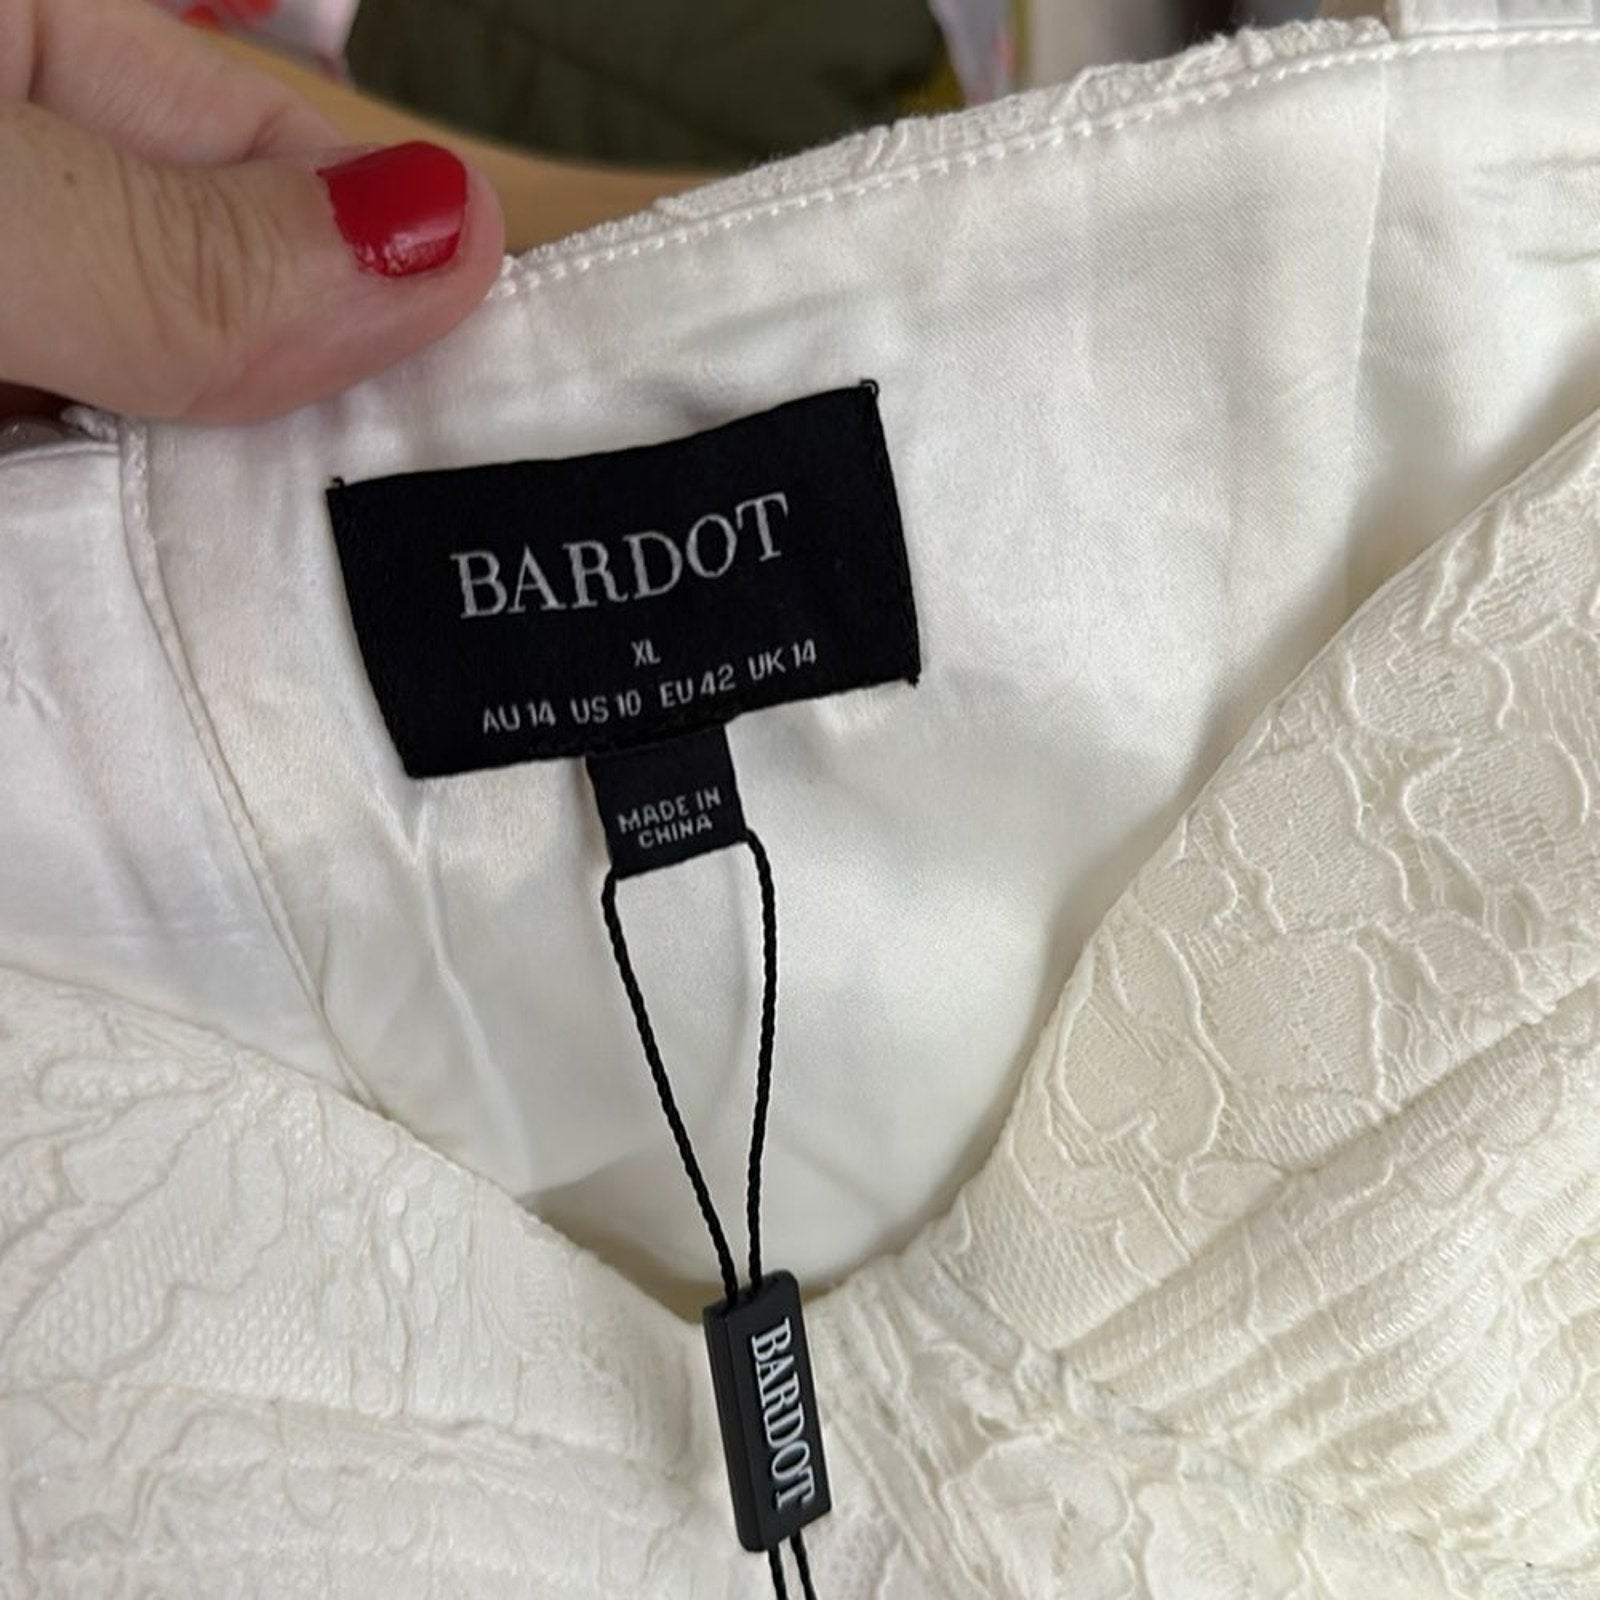 BARDOT
XL
AU 14 US 10 EU 42 UK 14
MADE IN
CHINA
BARDOT